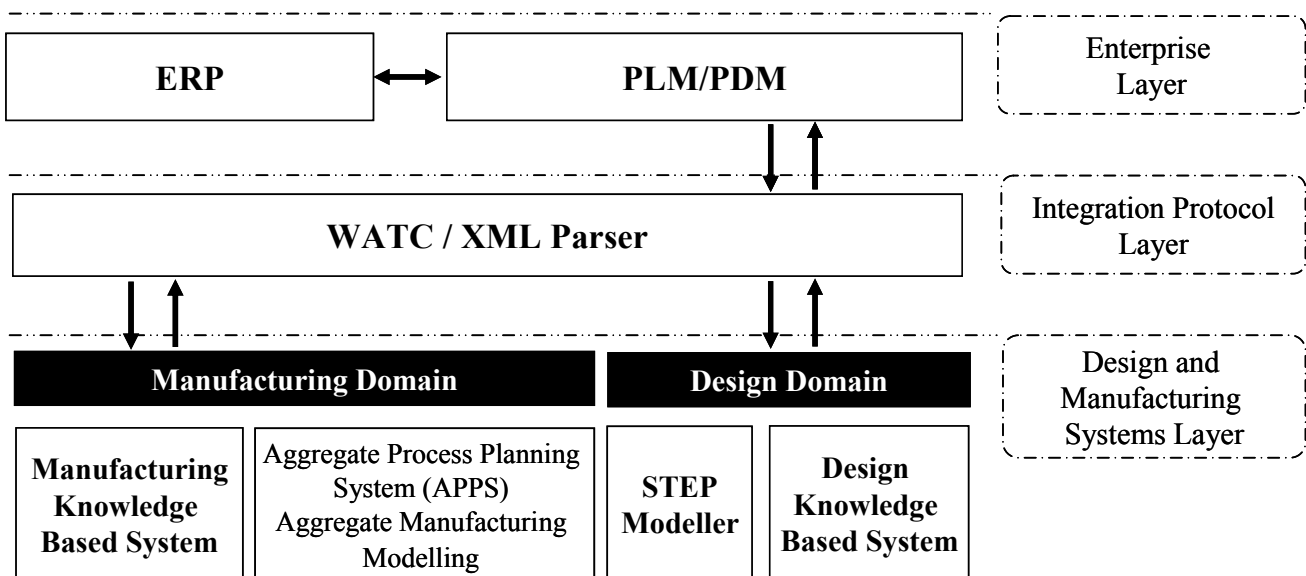 ERP
PLM/PDM
Enterprise
Layer
WATC / XML Parser
Integration Protocol
Layer
Manufacturing Domain
Design Domain
Design and
Manufacturing
Systems Layer
Manufacturing
Knowledge
Based System
Aggregate Process Planning
System (APPS)
Aggregate Manufacturing
Modelling
STEP
Modeller
Design
Knowledge
Based System